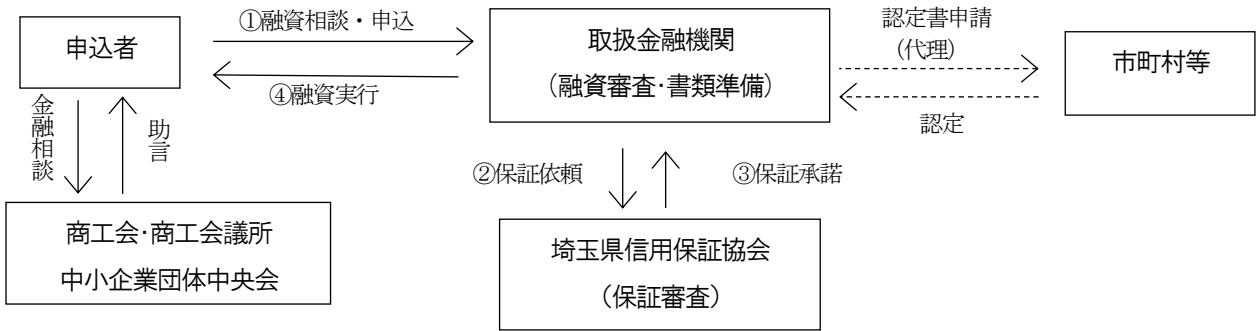 ①融資相談・申込
申込者
④融資実行
取扱金融機関
（融資審査･書類準備）
認定書申請
（代理）
認定
市町村等
金融相談
助言
②保証依頼
③保証承諾
商工会･商工会議所
中小企業団体中央会
埼玉県信用保証協会
（保証審査）